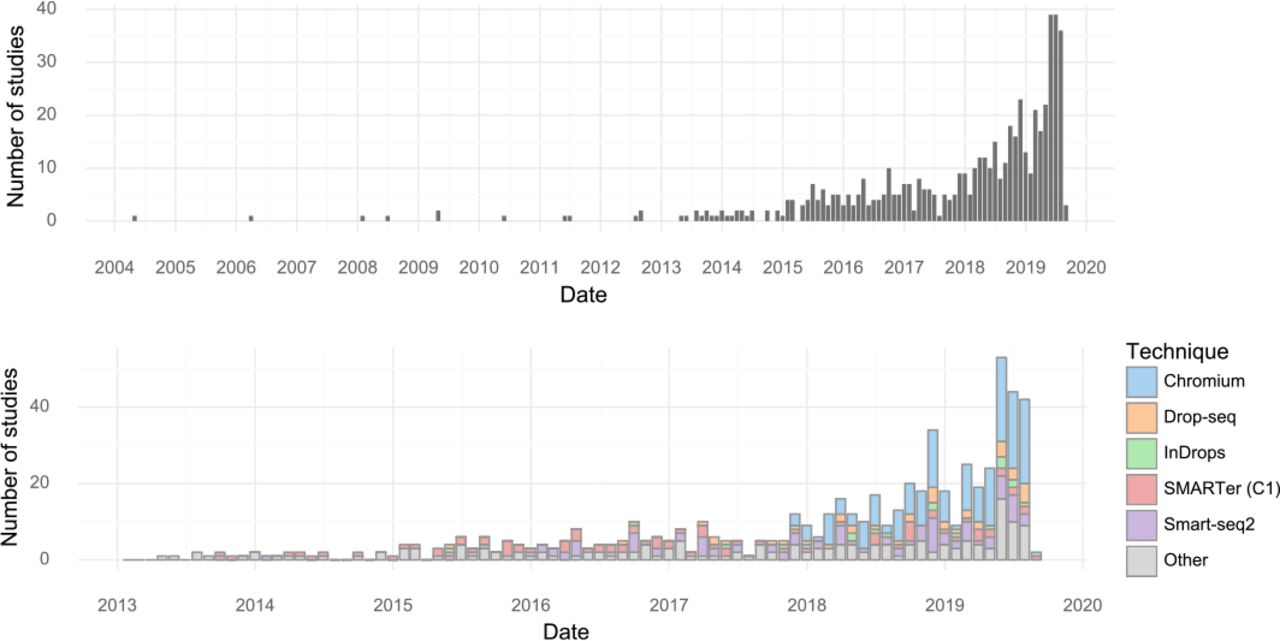 40
30
20
10
0
Number of studies
2004 2005 2006 2007 2008 2009 2010 2011 2012 2013 2014 2015 2016 2017 2018 2019 2020
Date
40
20
0
Number of studies
2013 2014 2015 2016 2017 2018 2019 2020
Date
Technique
Chromium
Drop-seq
InDrops
SMARTer (C1)
Smart-seq2
Other